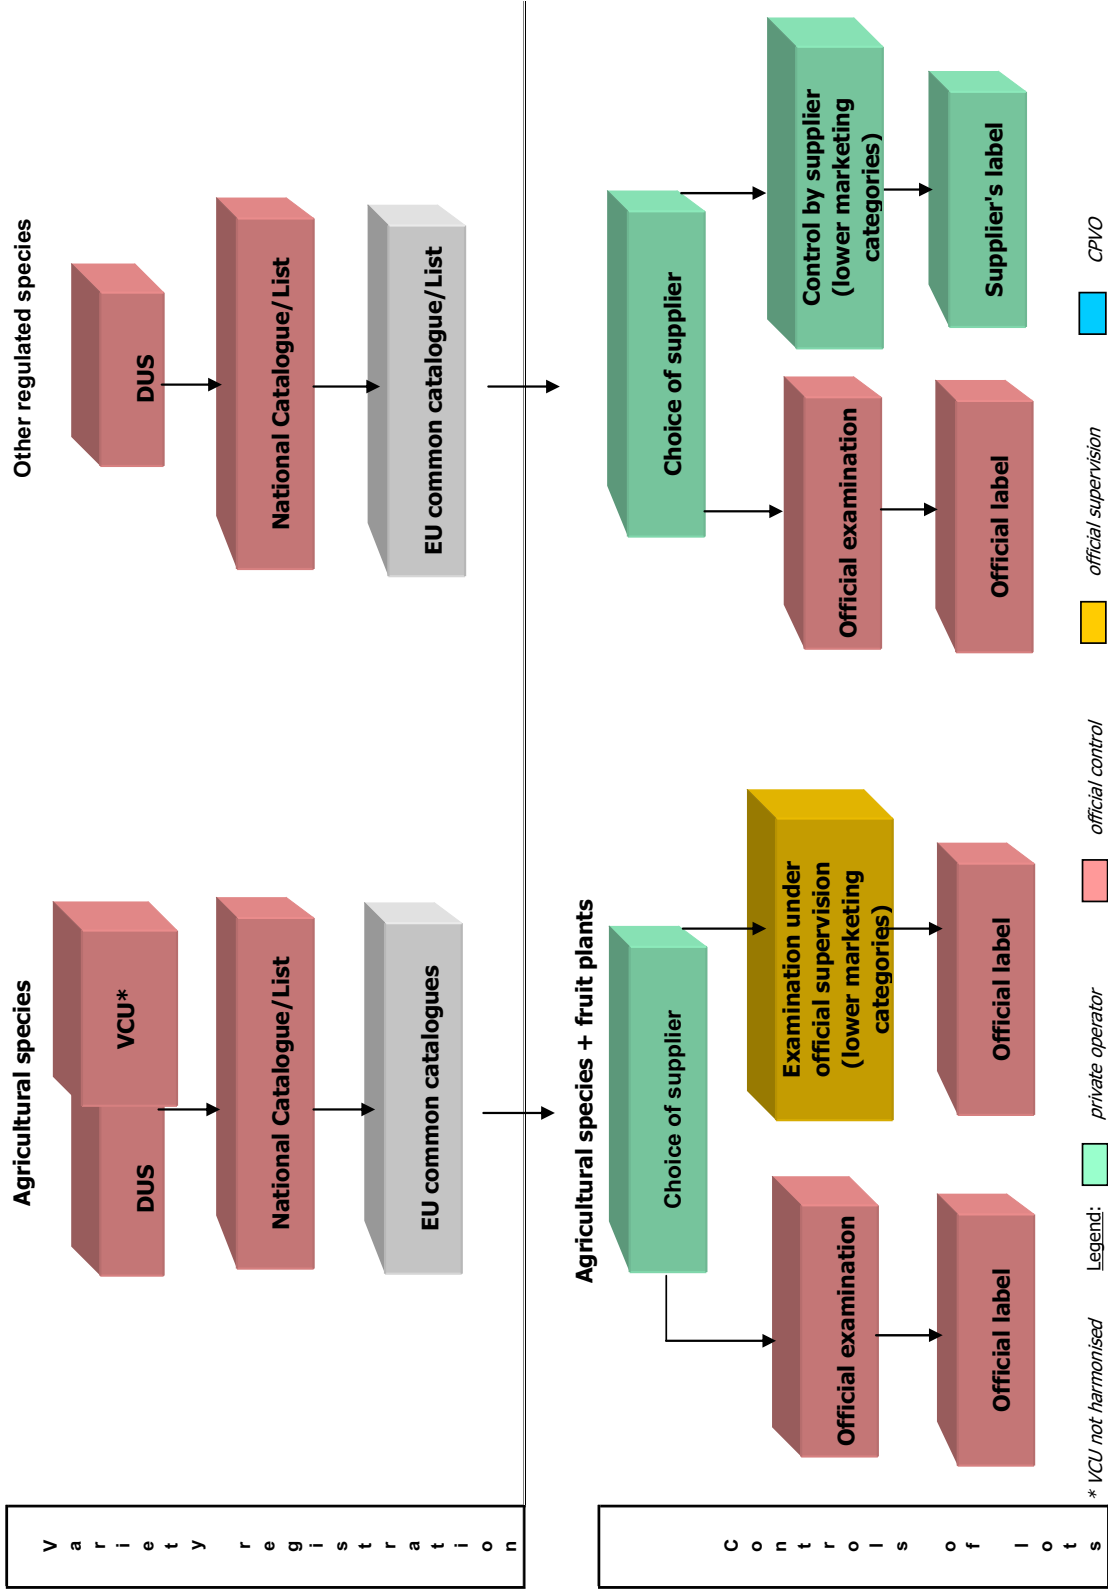 Variety registration
Agricultural species
DUS
VCU*
National Catalogue/List
EU common catalogues
Other regulated species
DUS
National Catalogue/List
EU common catalogue/List
Controls of lots
Agricultural species + fruit plants
Choice of supplier
Official examination
Official label
Examination under
official supervision
(lower marketing
categories)
Official label
Choice of supplier
Official examination
Official label
Control by supplier
(lower marketing
categories)
Supplier's label
* VCU not harmonised
Legend:
private operator
official control
official supervision
CPVO